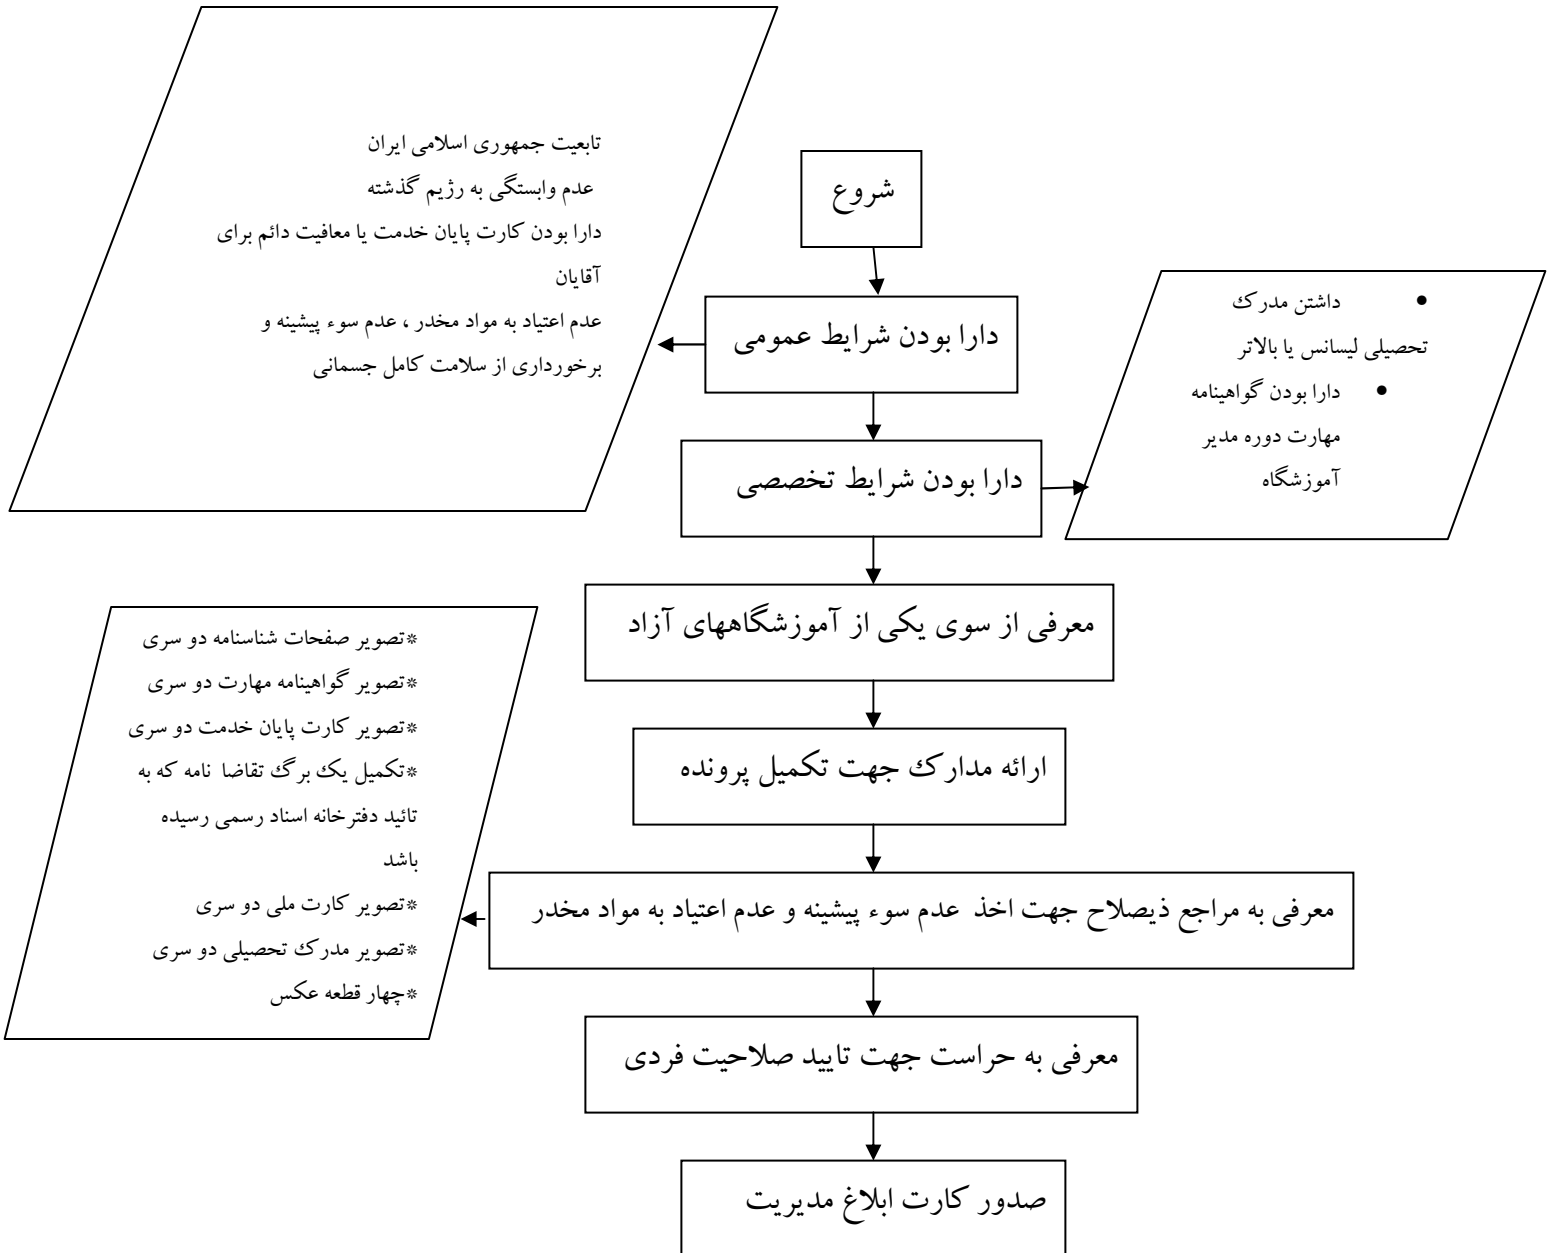 شروع
دارا بودن شرایط عمومی
تابعیت جمهوری اسلامی ایران
عدم وابستگی به رژیم گذشته
دارا بودن کارت پایان خدمت یا معافیت دائم برای
آقایان
عدم اعتیاد به مواد مخدر ، عدم سوء پیشینه و
برخورداری از سلامت کامل جسمانی
دارا بودن شرایط تخصصی
• داشتن مدرک
تحصیلی لیسانس یا بالاتر
• دارا بودن گواهینامه
مهارت دوره مدیر
آموزشگاه
معرفی از سوی یکی از آموزشگاههای آزاد
ارائه مدارک جهت تکمیل پرونده
معرفی به مراجع ذیصلاح جهت اخذ عدم سوء پیشینه و عدم اعتیاد به مواد مخدر
*تصویر صفحات شناسنامه دو سری
*تصویر گواهینامه مهارت دو سری
*تصویر کارت پایان خدمت دو سری
*تکمیل یک برگ تقاضا نامه که به
تائید دفترخانه اسناد رسمی رسیده
باشد
*تصویر کارت ملی دو سری
*تصویر مدرک تحصیلی دو سری
*چهار قطعه عکس
معرفی به حراست جهت تایید صلاحیت فردی
صدور کارت ابلاغ مدیریت